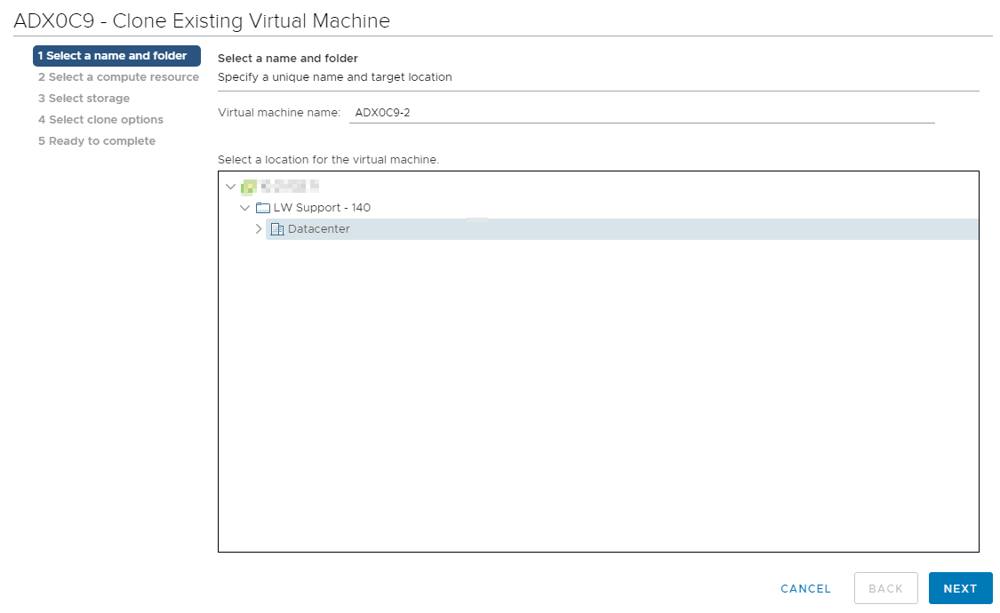 ADX0C9 - Clone Existing Virtual Machine
1 Select a name and folder
2 Select a compute resource
3 Select storage
4 Select clone options
5 Ready to complete
Select a name and folder
Specify a unique name and target location
Virtual machine name: ADX0C9-2
Select a location for the virtual machine.
LW Support - 140
Datacenter
CANCEL BACK NEXT